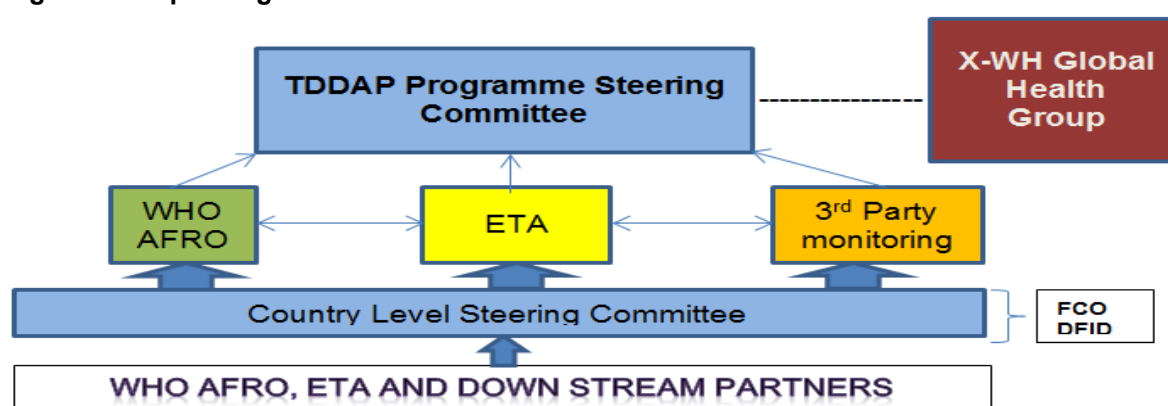 TDDAP Programme Steering
Committee
X-WH Global
Health
Group
WHO
AFRO
ETA
3rd Party
monitoring
Country Level Steering Committee
FCO
DFID
WHO AFRO, ETA AND DOWN STREAM PARTNERS